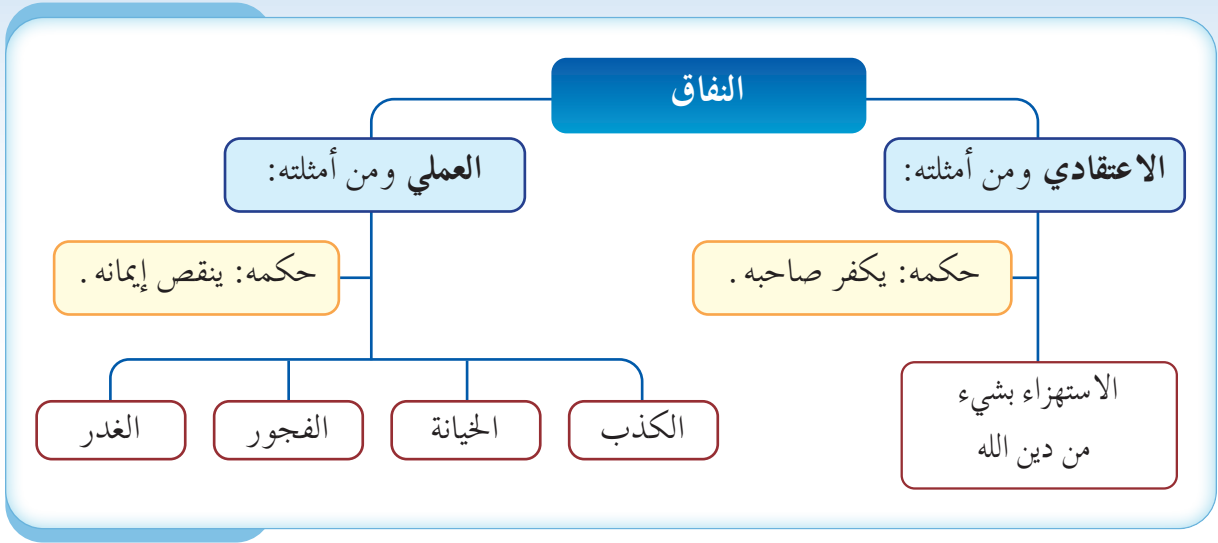 النفاق
الاعتقادي ومن أمثلته:
حكمه: يكفر صاحبه .
الاستهزاء بشيء
من دين الله
العملي ومن أمثلته:
حكمه: ينقص إيمانه .
الكذب
الخيانة
الفجور
الغدر